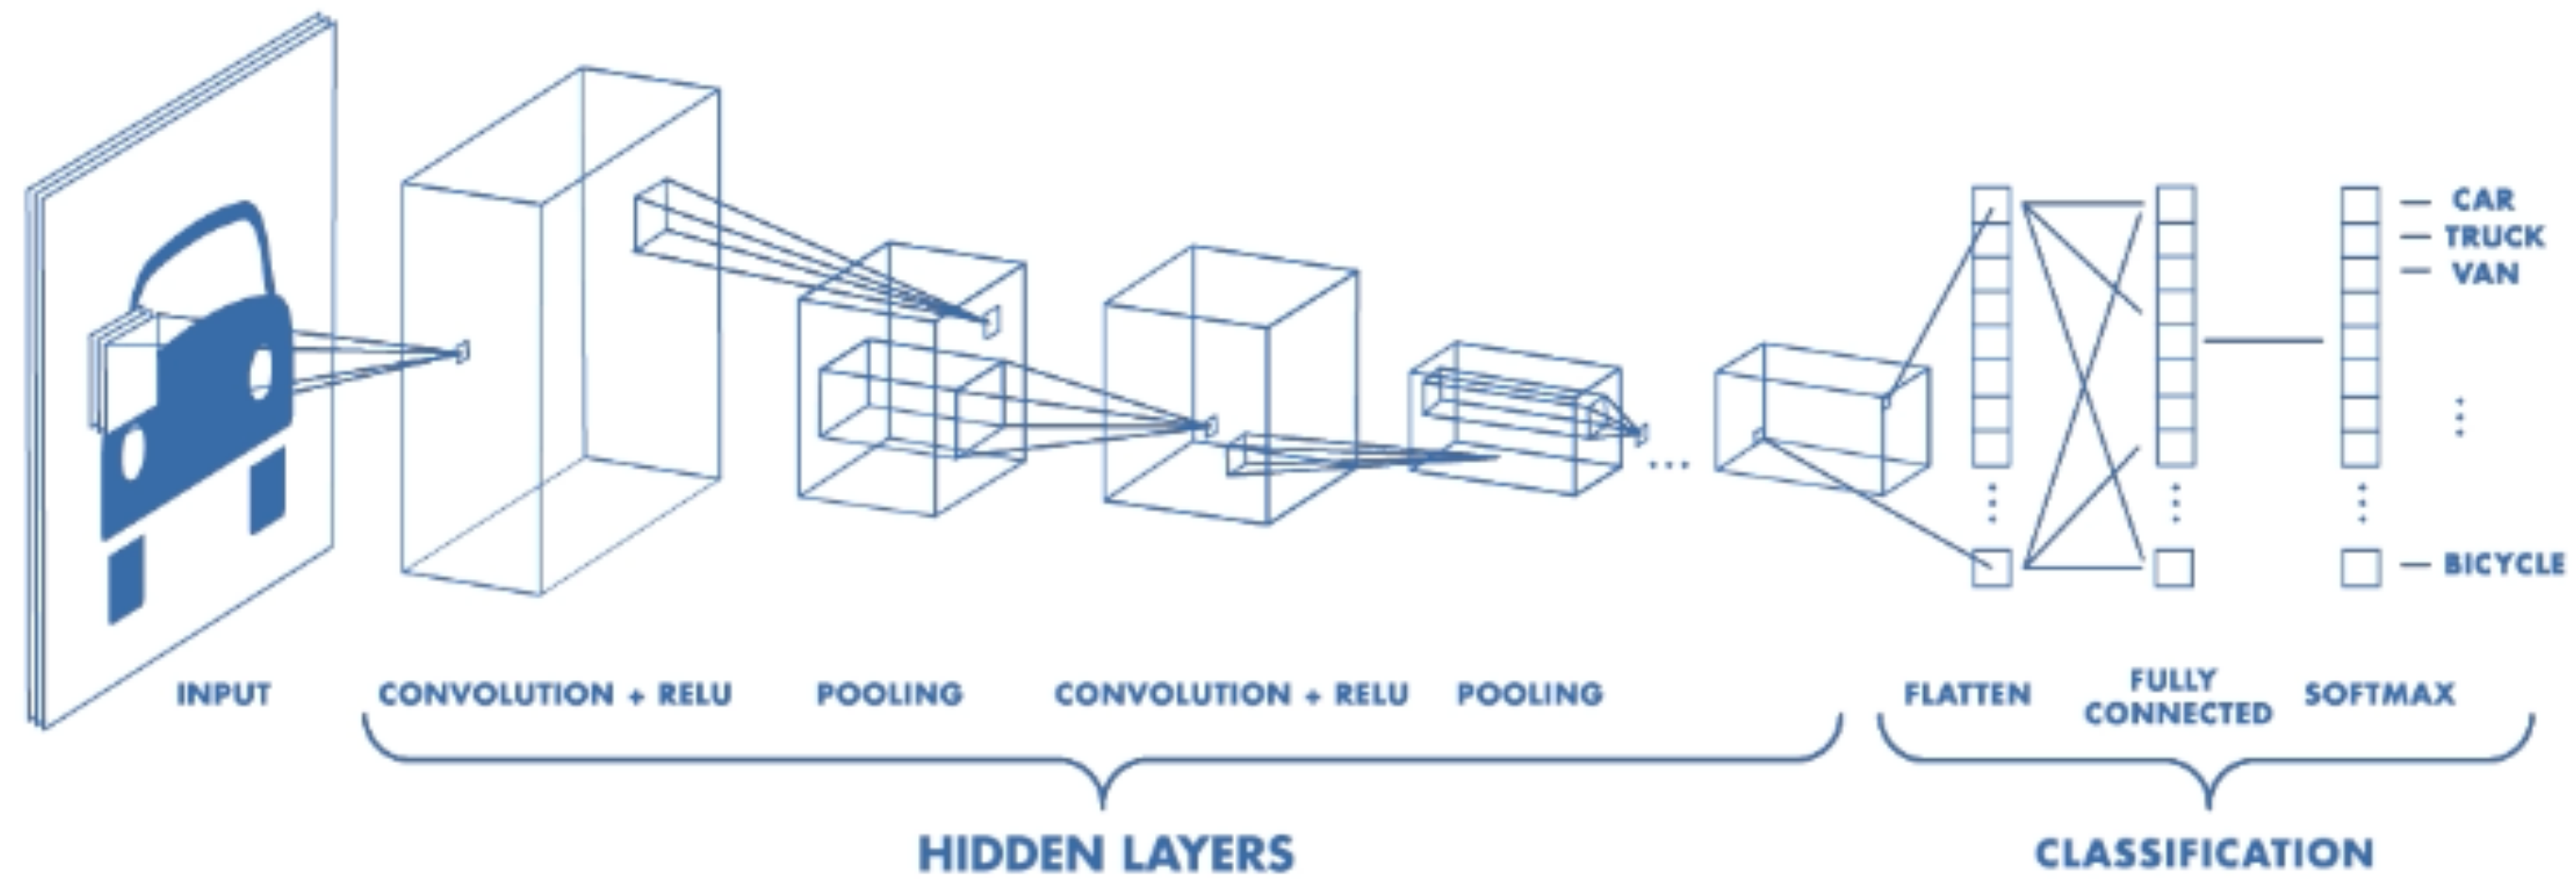 CAR
TRUCK
VAN
BICYCLE
INPUT
CONVOLUTION + RELU
POOLING
CONVOLUTION + RELU
POOLING
FLATTEN
FULLY
CONNECTED
SOFTMAX
HIDDEN LAYERS
CLASSIFICATION